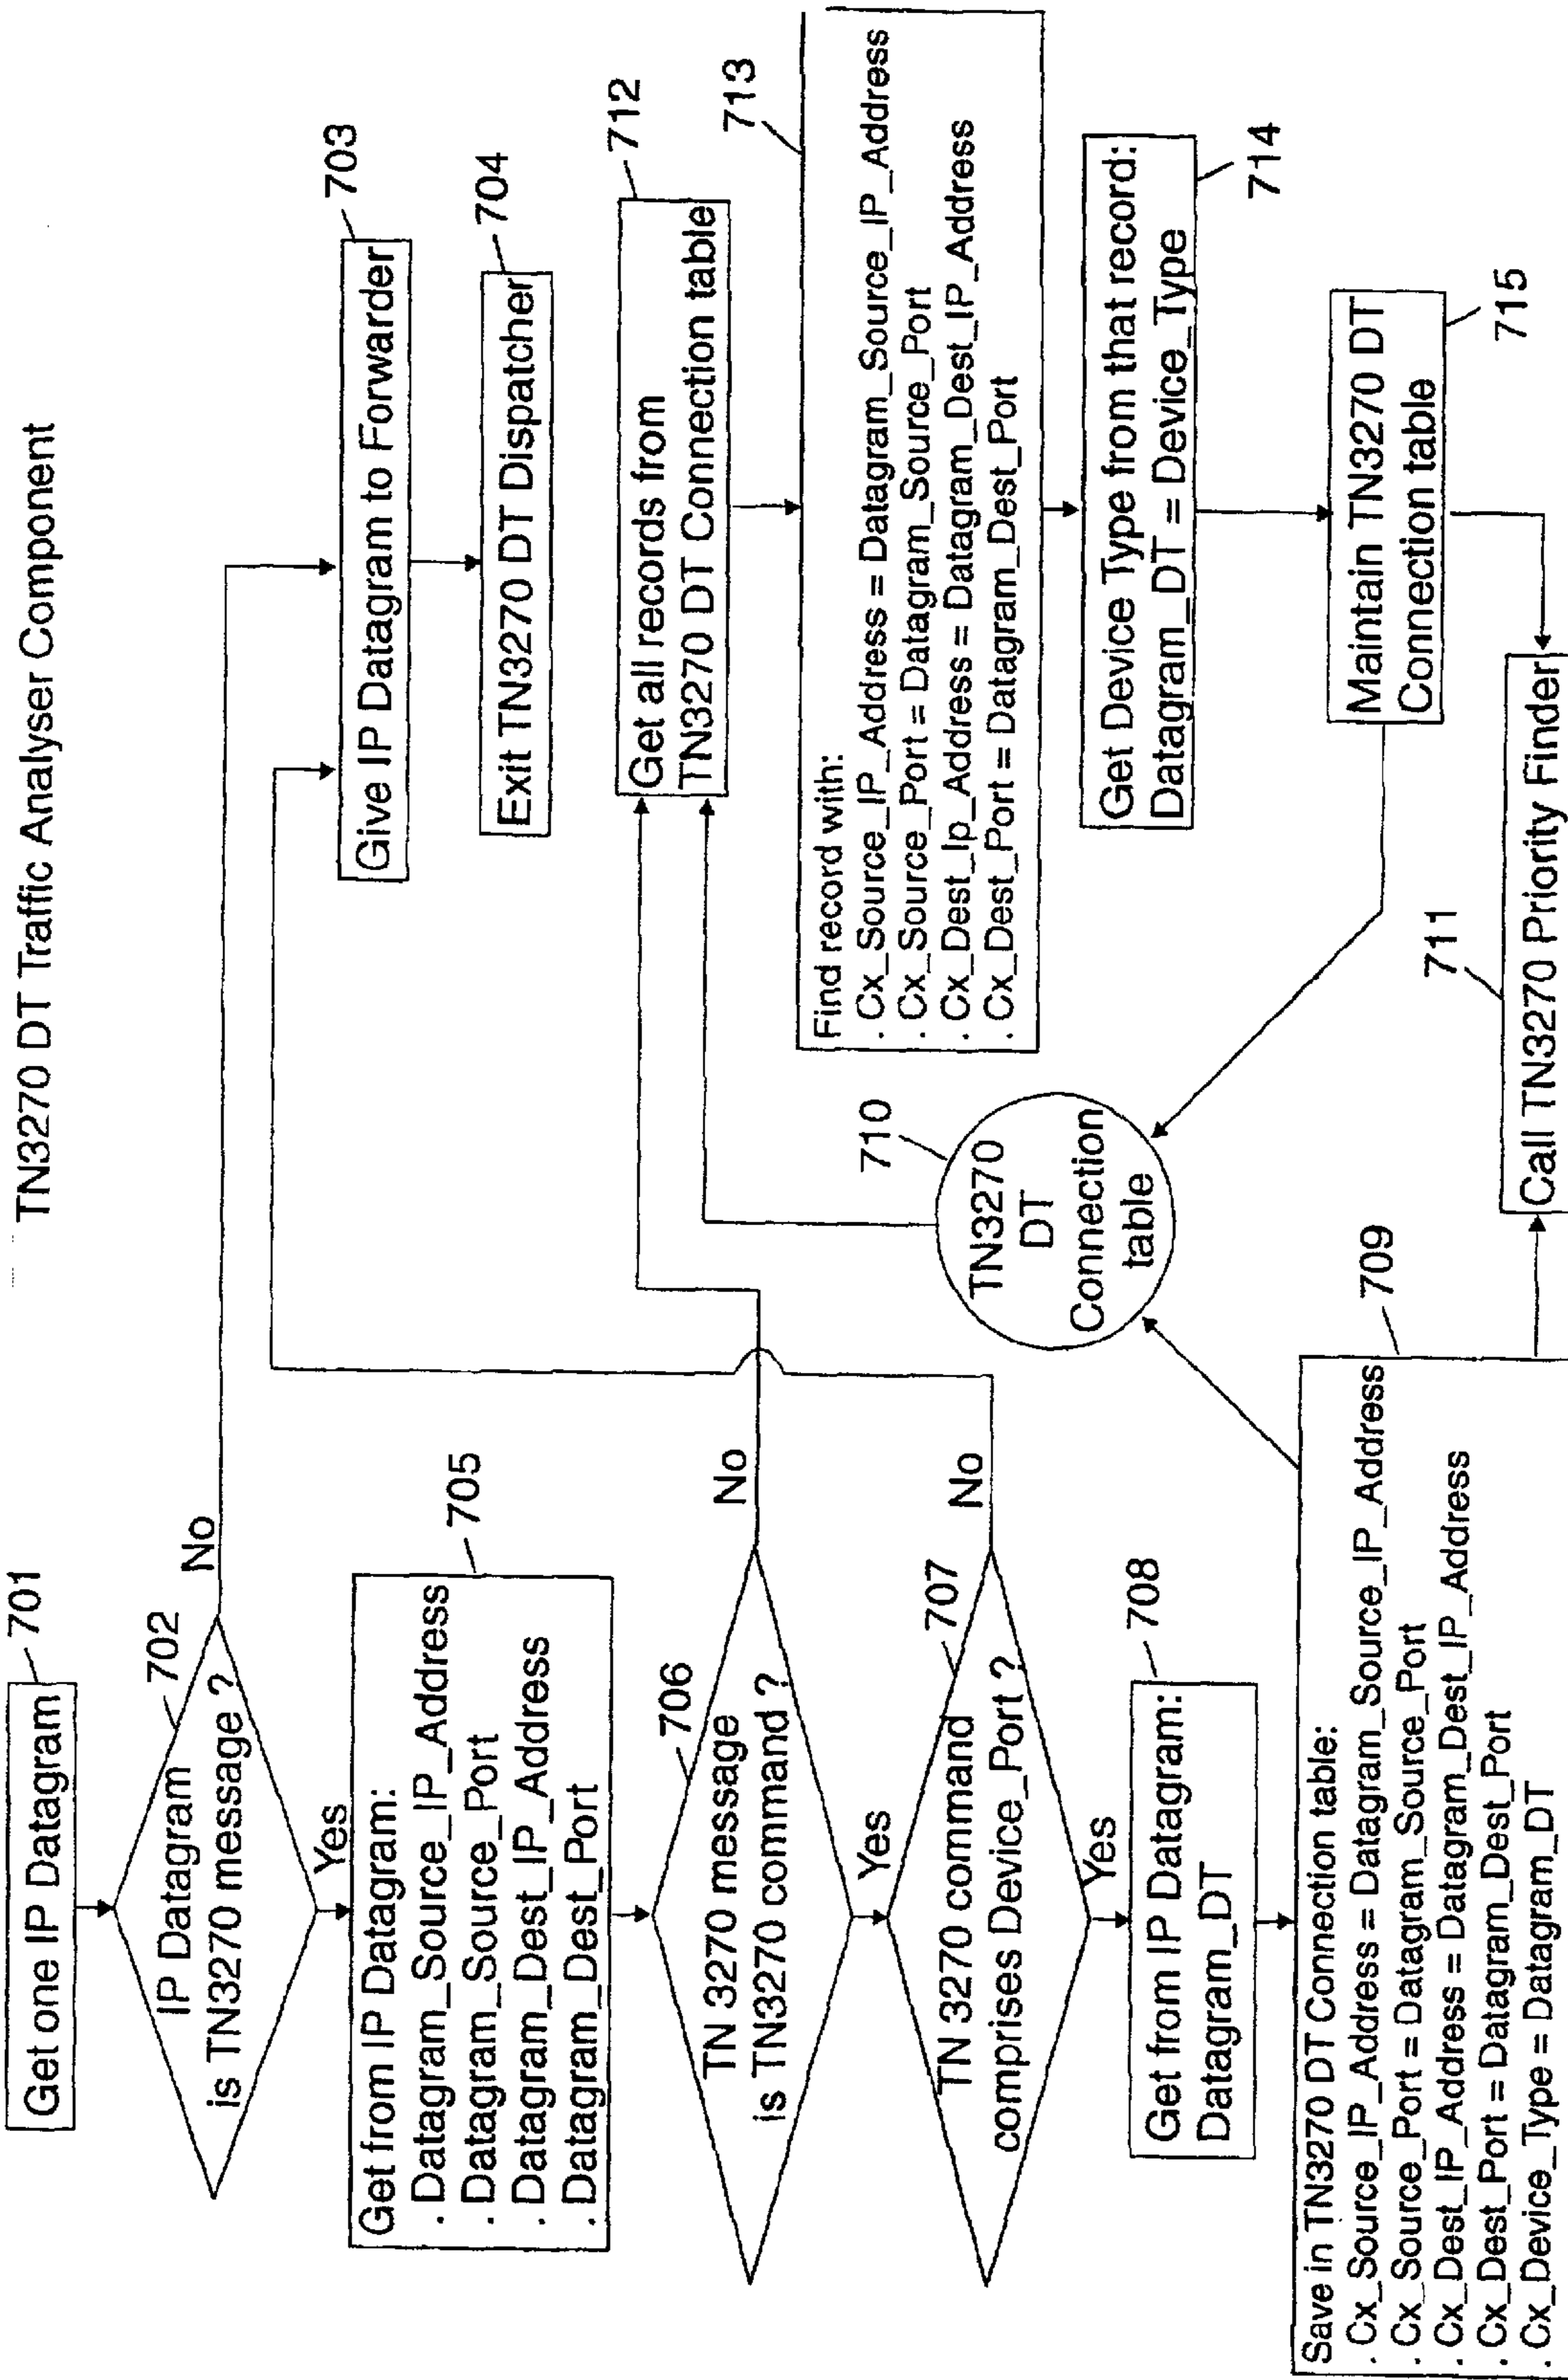 TN3270 DT Traffic Analyser Component
701
Get one IP Datagram
702
IP Datagram
is TN3270 message ?
No
Yes
703
Give IP Datagram to Forwarder
704
Exit TN3270 DT Dispatcher
705
Get from IP Datagram:
. Datagram_Source_IP_Address
. Datagram_Source_Port
. Datagram_Dest_IP_Address
. Datagram_Dest_Port
706
TN 3270 message
is TN3270 command ?
No
Yes
707
TN 3270 command
comprises Device_Port ?
No
Yes
708
Get from IP Datagram:
Datagram_DT
709
Save in TN3270 DT Connection table:
. Cx_Source_IP_Address = Datagram_Source_IP_Address
. Cx_Source_Port = Datagram_Source_Port
. Cx_Dest_IP_Address = Datagram_Dest_IP_Address
. Cx_Dest_Port = Datagram_Dest_Port
. Cx_Device_Type = Datagram_DT
710
TN3270
DT
Connection
table
711
Call TN3270 Priority Finder
712
Get all records from
TN3270 DT Connection table
713
Find record with:
. Cx_Source_IP_Address = Datagram_Source_IP_Address
. Cx_Source_Port = Datagram_Source_Port
. Cx_Dest_Ip_Address = Datagram_Dest_IP_Address
. Cx_Dest_Port = Datagram_Dest_Port
714
Get Device Type from that record:
Datagram_DT = Device_Type
715
Maintain TN3270 DT
Connection table